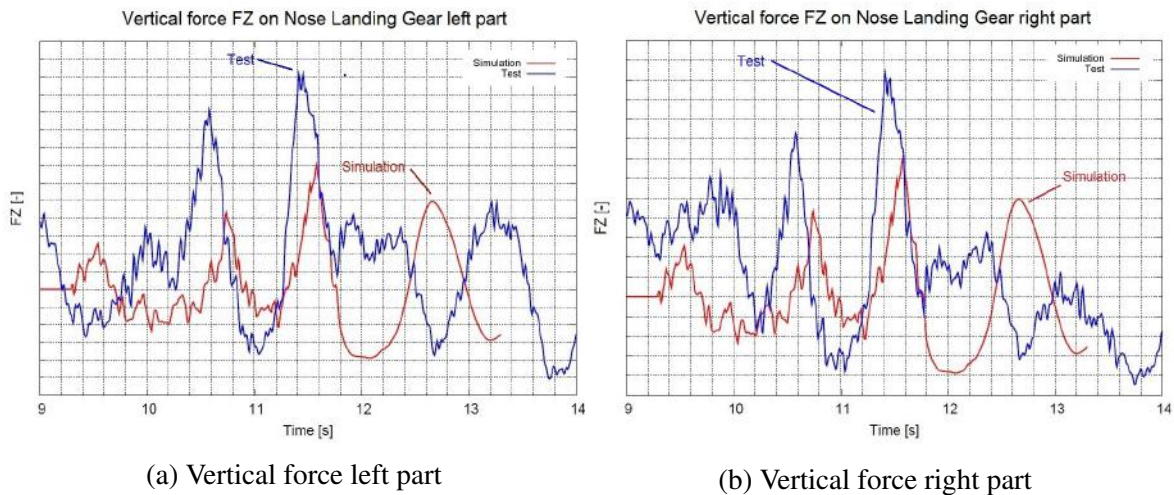 Vertical force FZ on Nose Landing Gear left part
Test
Simulation
Test
Simulation
FZ [-]
9 10 11 12 13 14
Time [s]
(a) Vertical force left part
Vertical force FZ on Nose Landing Gear right part
Test
Simulation
Test
Simulation
FZ [-]
9 10 11 12 13 14
Time [s]
(b) Vertical force right part